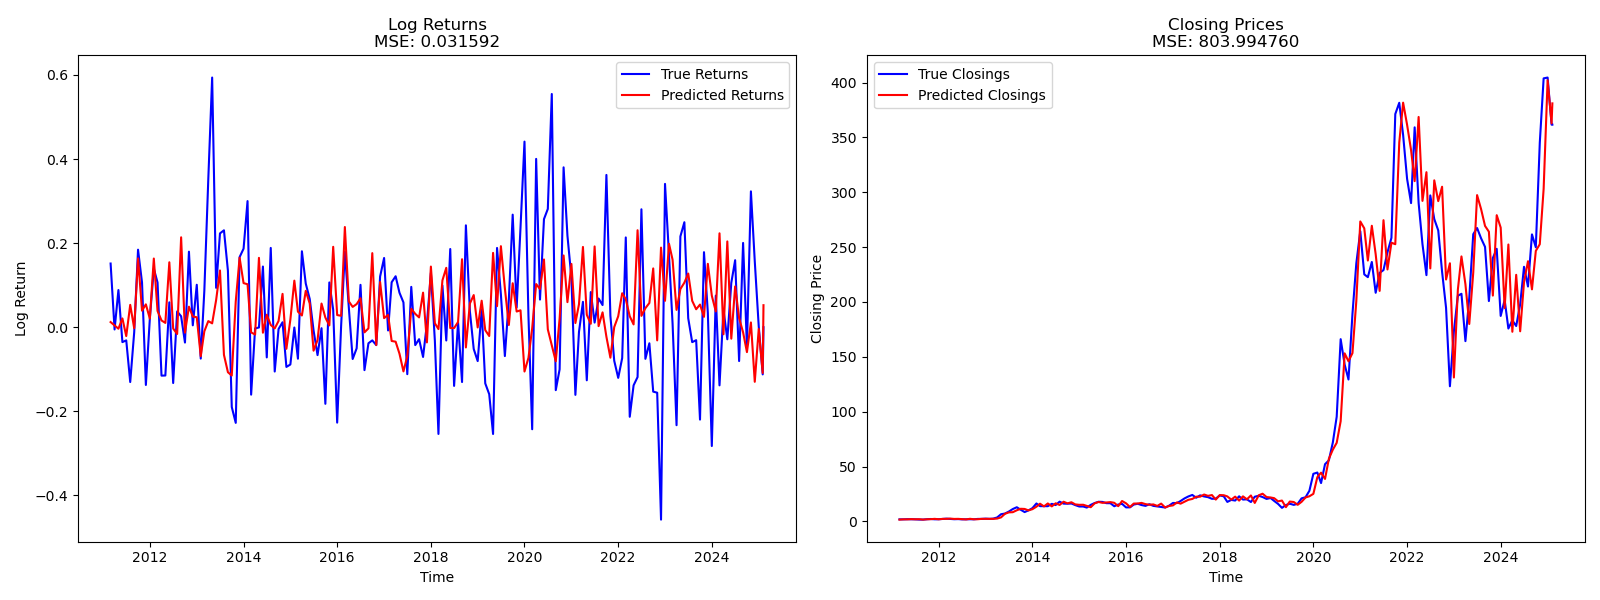 Log Returns
MSE: 0.031592
True Returns
Predicted Returns
0.6
0.4
0.2
0.0
−0.2
−0.4
Log Return
2012
2014
2016
2018
2020
2022
2024
Time
Closing Prices
MSE: 803.994760
True Closings
Predicted Closings
400
350
300
250
200
150
100
50
0
Closing Price
2012
2014
2016
2018
2020
2022
2024
Time